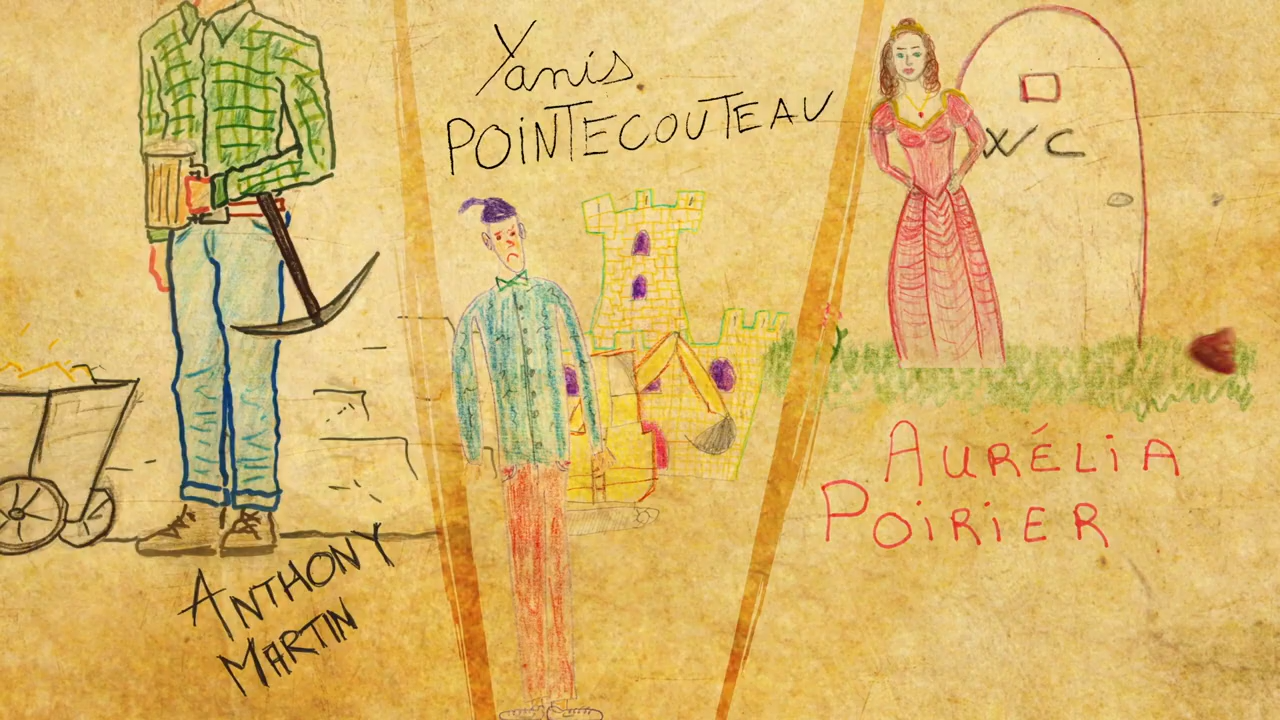 Yanis
POINTECOUTEAU
WC
AURÉLIA
POIRIER
ANTHONY
MARTIN